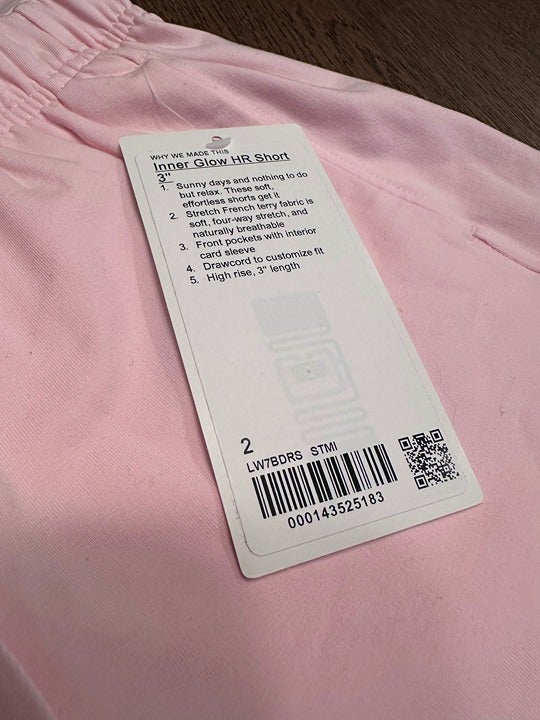 WHY WE MADE THIS
Inner Glow HR Short
3"
1. Sunny days and nothing to do
but relax. These soft,
effortless shorts get it
2. Stretch French terry fabric is
soft, four-way stretch, and
naturally breathable
3. Front pockets with interior
card sleeve
4. Drawcord to customize fit
5. High rise, 3" length
2
LW7BDRS STMI
000143525183